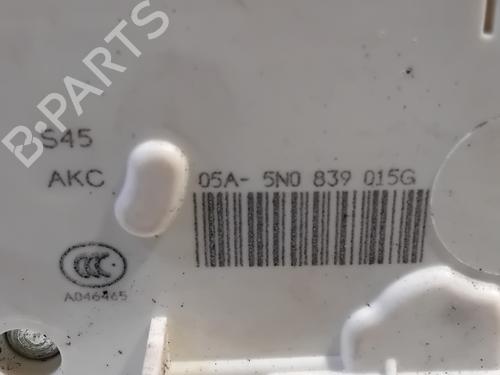 B-PARTS
S45
AKC
05A- 5N0 839 015G
CCC
A046465